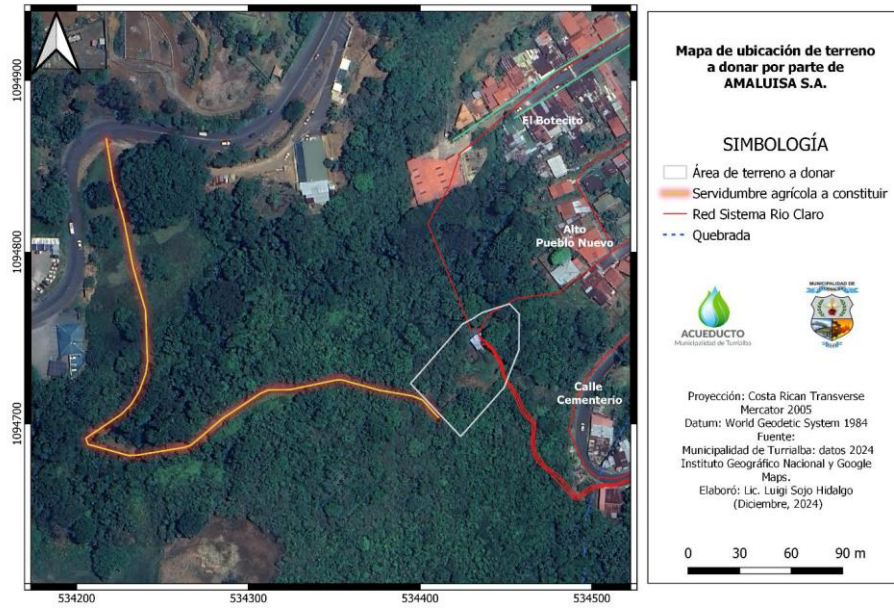 Mapa de ubicación de terreno
a donar por parte de
AMALUISA S.A.
SIMBOLOGÍA
Área de terreno a donar
Servidumbre agrícola a constituir
Red Sistema Rio Claro
Quebrada
ACUEDUCTO
Municipalidad de Turrialba
MUNICIPALIDAD DE
Proyección: Costa Rican Transverse
Mercator 2005
Datum: World Geodetic System 1984
Fuente:
Municipalidad de Turrialba: datos 2024
Instituto Geográfico Nacional y Google
Maps.
Elaboró: Lic. Luigi Sojo Hidalgo
(Diciembre, 2024)
0 30 60 90 m
El Botecito
Alto
Pueblo Nuevo
Calle
Cementerio
1094900
1094800
1094700
534200 534300 534400 534500